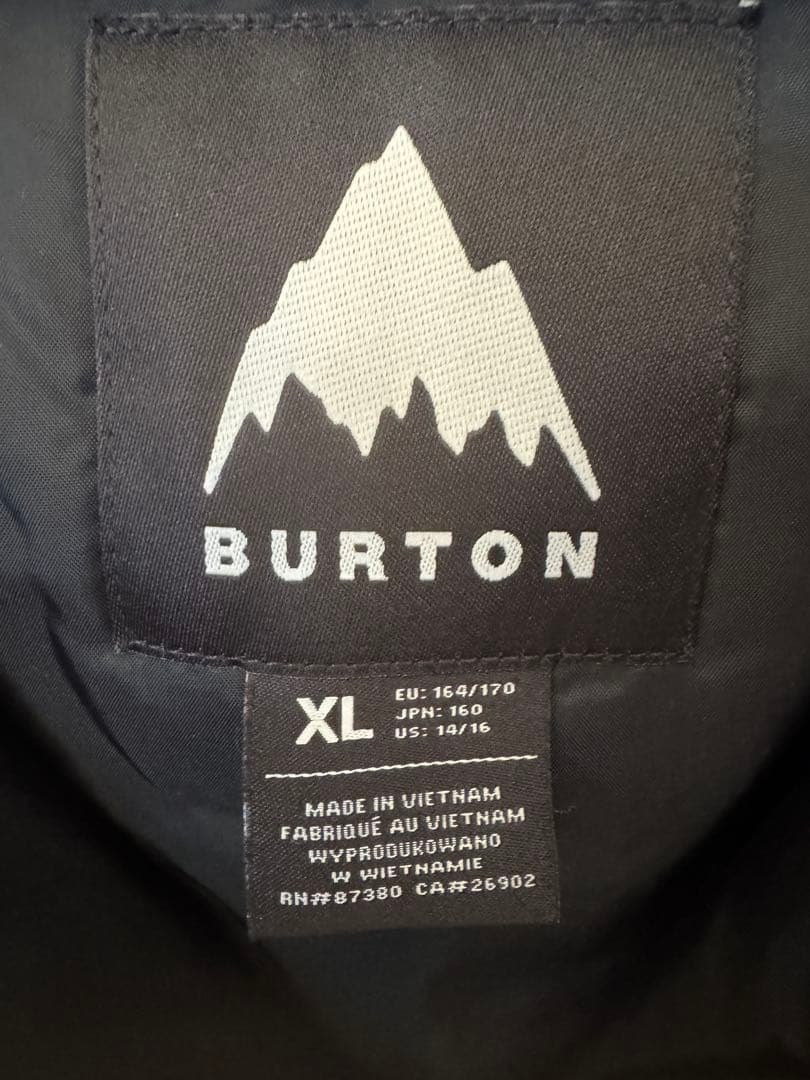 BURTON
XL
EU: 164/170
JPN: 160
US: 14/16
MADE IN VIETNAM
FABRIQUÉ AU VIETNAM
WYPRODUKOWANO
W WIETNAMIE
RN#87380 CA#26902